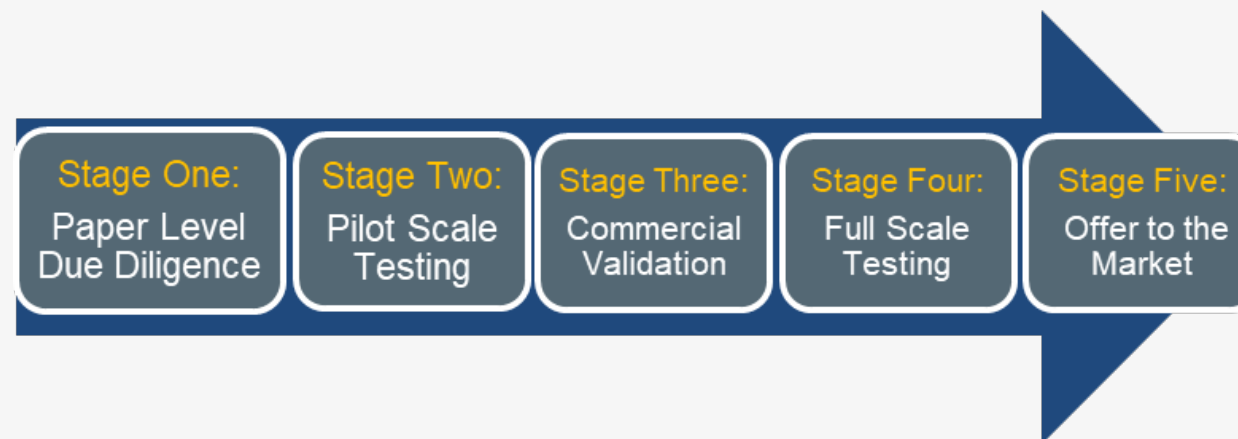 Stage One:
Paper Level
Due Diligence
Stage Two:
Pilot Scale
Testing
Stage Three:
Commercial
Validation
Stage Four:
Full Scale
Testing
Stage Five:
Offer to the
Market